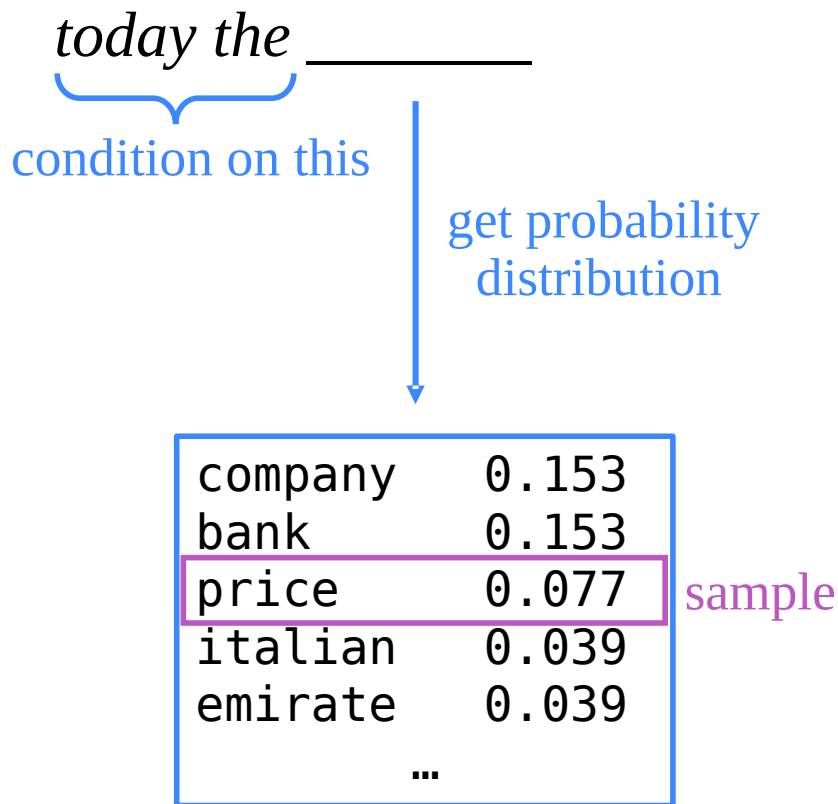 today the
condition on this
get probability
distribution
company 0.153
bank 0.153
price 0.077
sample
italian 0.039
emirate 0.039
…